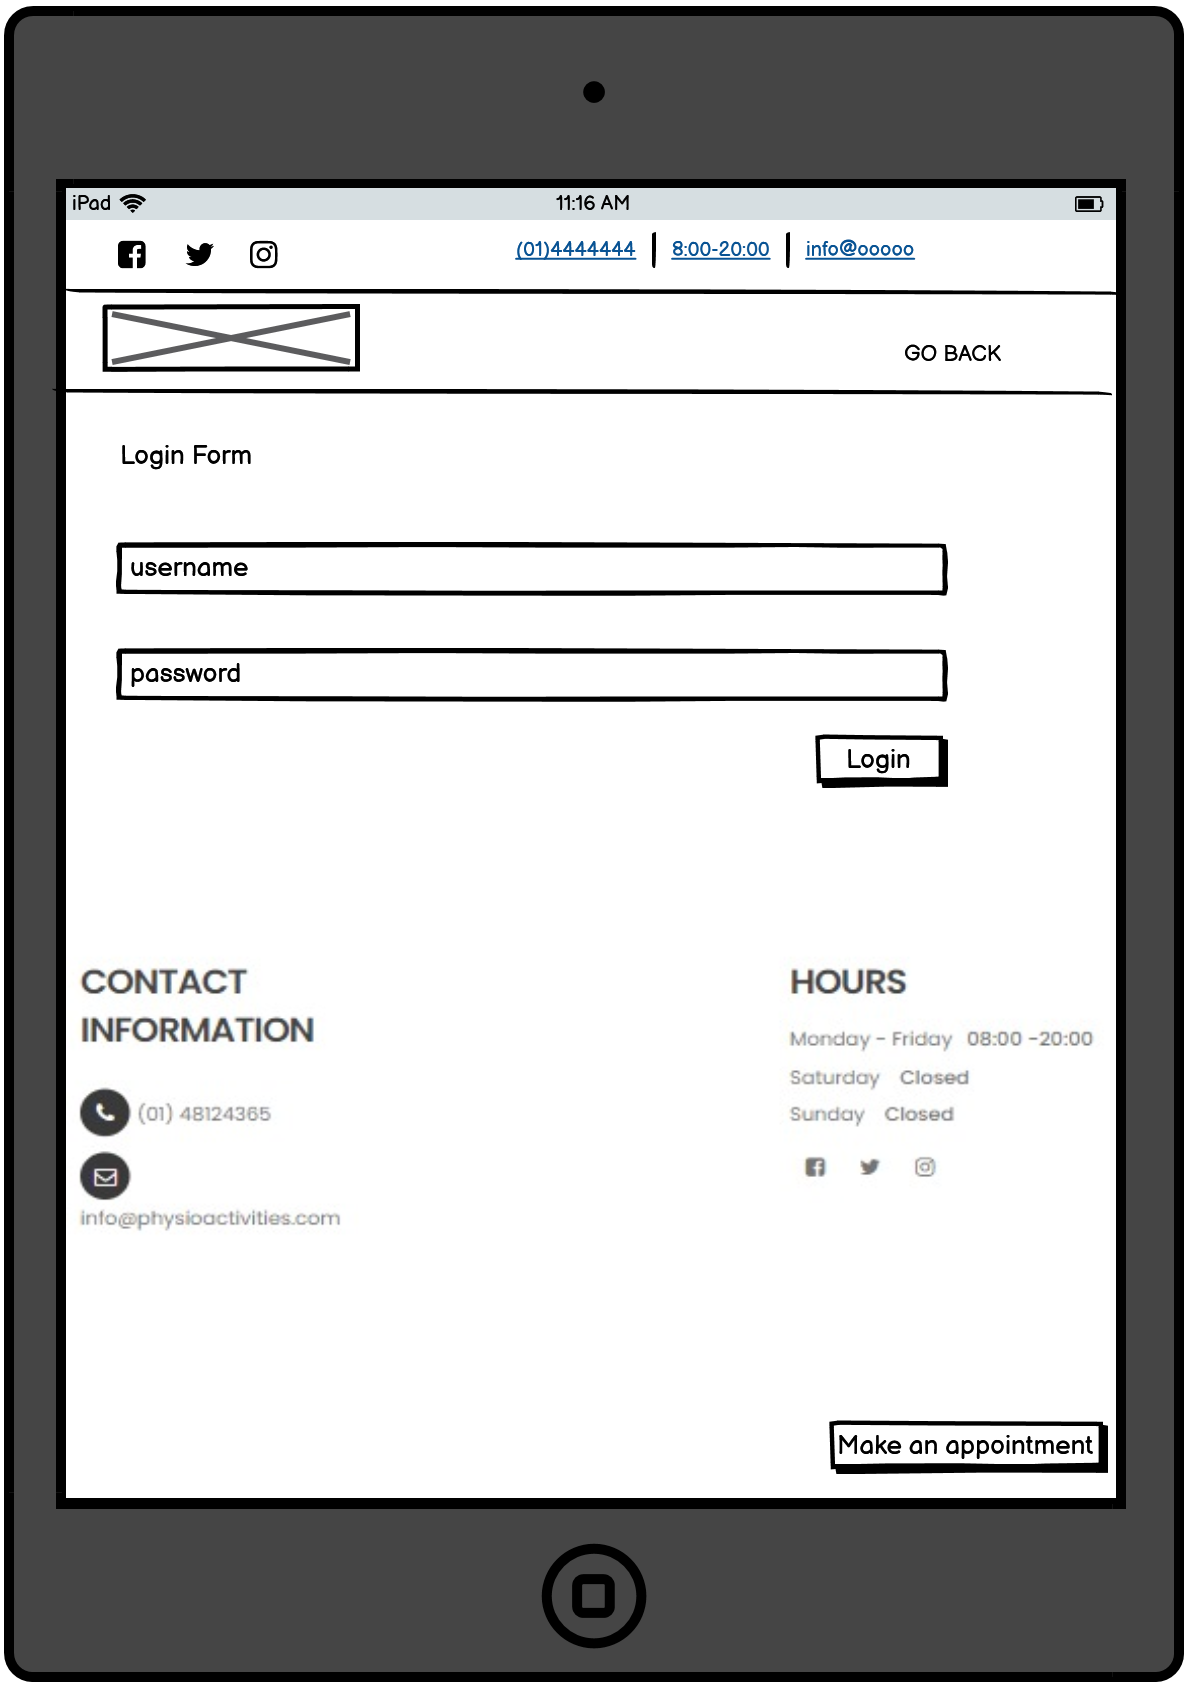 iPad 11:16 AM
(01)4444444 8:00-20:00 info@ooooo
GO BACK
Login Form
username
password
Login
CONTACT
INFORMATION
(01) 48124365
info@physioactivities.com
HOURS
Monday - Friday 08:00 -20:00
Saturday Closed
Sunday Closed
Make an appointment